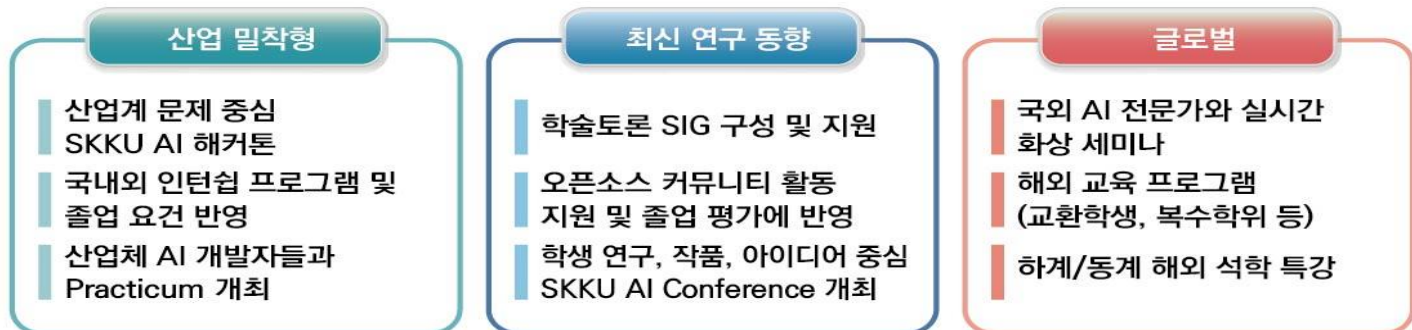 산업 밀착형
산업계 문제 중심
SKKU AI 해커톤
국내외 인턴쉽 프로그램 및
졸업 요건 반영
산업체 AI 개발자들과
Practicum 개최
최신 연구 동향
학술토론 SIG 구성 및 지원
오픈소스 커뮤니티 활동
지원 및 졸업 평가에 반영
학생 연구, 작품, 아이디어 중심
SKKU AI Conference 개최
글로벌
국외 AI 전문가와 실시간
화상 세미나
해외 교육 프로그램
(교환학생, 복수학위 등)
하계/동계 해외 석학 특강